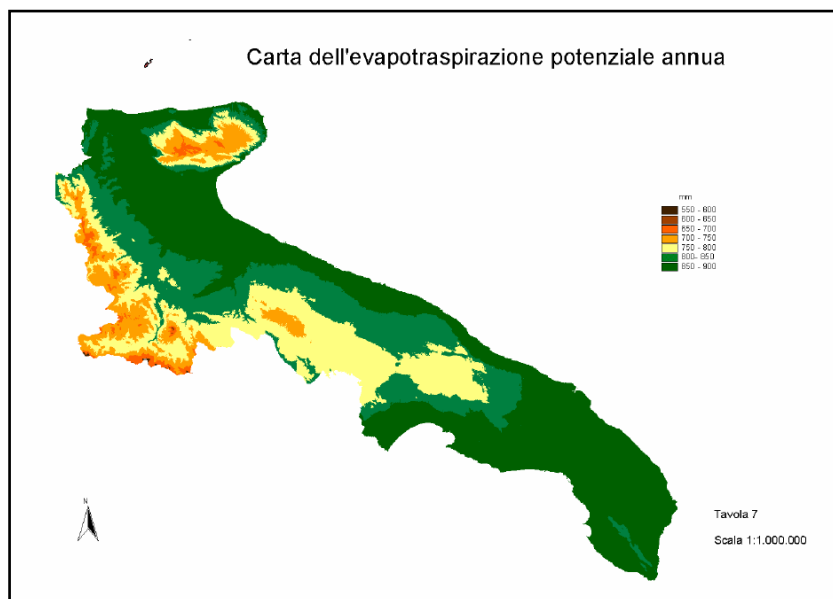 Carta dell'evapotraspirazione potenziale annua
mm
550 - 600
600 - 650
650 - 700
700 - 750
750 - 800
800- 850
850 - 900
N
Tavola 7
Scala 1:1.000.000